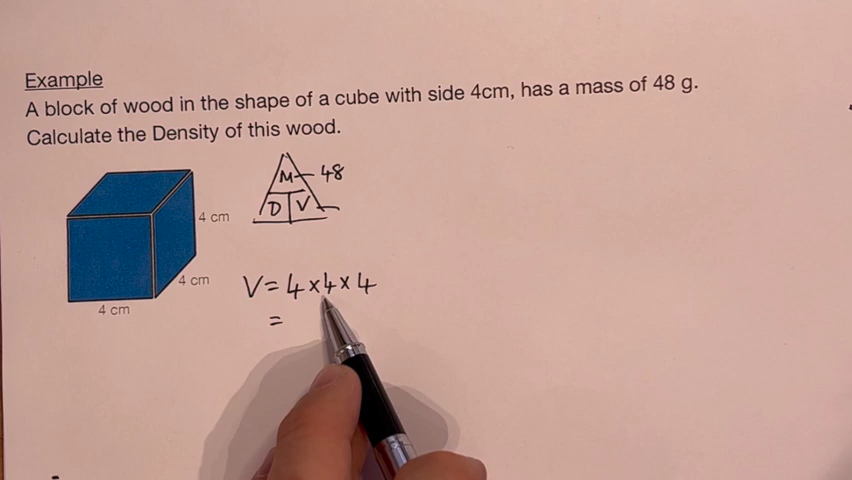 Example
A block of wood in the shape of a cube with side 4cm, has a mass of 48 g.
Calculate the Density of this wood.
M 48
D V
4 cm
4 cm
4 cm
V = 4 × 4 × 4
=